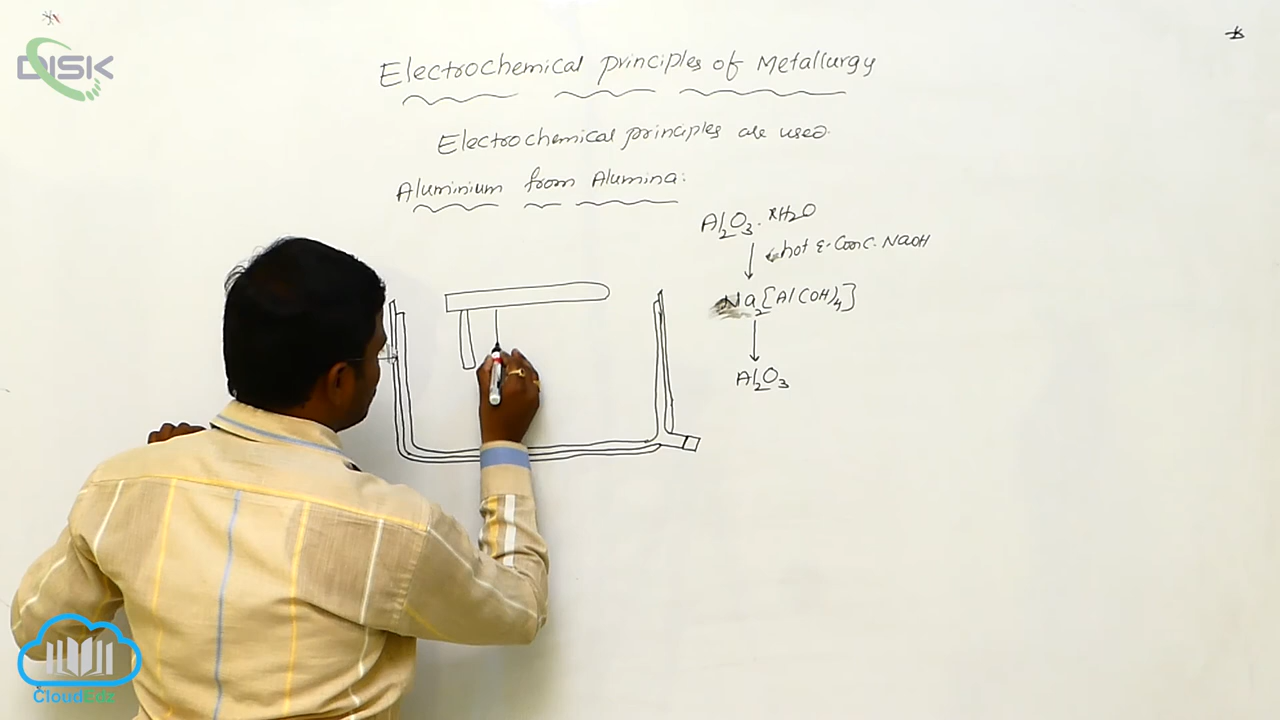 DISK
Electrochemical principles of Metallurgy
Electrochemical principles are used.
Aluminium from Alumina:
Al2O3. xH2O
hot & Conc. NaOH
Na2[Al(OH)4]
Al2O3
CloudEdz